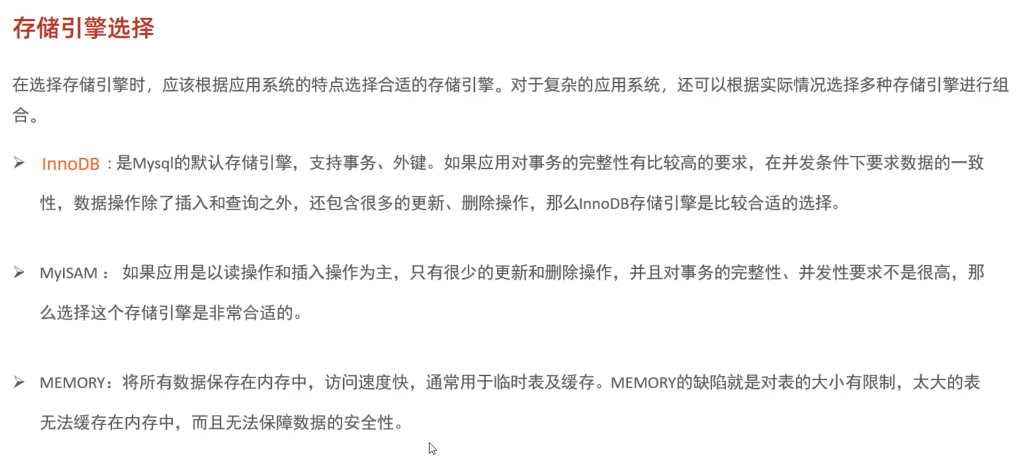 存储引擎选择
在选择存储引擎时，应该根据应用系统的特点选择合适的存储引擎。对于复杂的应用系统，还可以根据实际情况选择多种存储引擎进行组
合。
➢ InnoDB : 是Mysql的默认存储引擎，支持事务、外键。如果应用对事务的完整性有比较高的要求，在并发条件下要求数据的一致
性，数据操作除了插入和查询之外，还包含很多的更新、删除操作，那么InnoDB存储引擎是比较合适的选择。
➢ MyISAM ： 如果应用是以读操作和插入操作为主，只有很少的更新和删除操作，并且对事务的完整性、并发性要求不是很高，那
么选择这个存储引擎是非常合适的。
➢ MEMORY：将所有数据保存在内存中，访问速度快，通常用于临时表及缓存。MEMORY的缺陷就是对表的大小有限制，太大的表
无法缓存在内存中，而且无法保障数据的安全性。